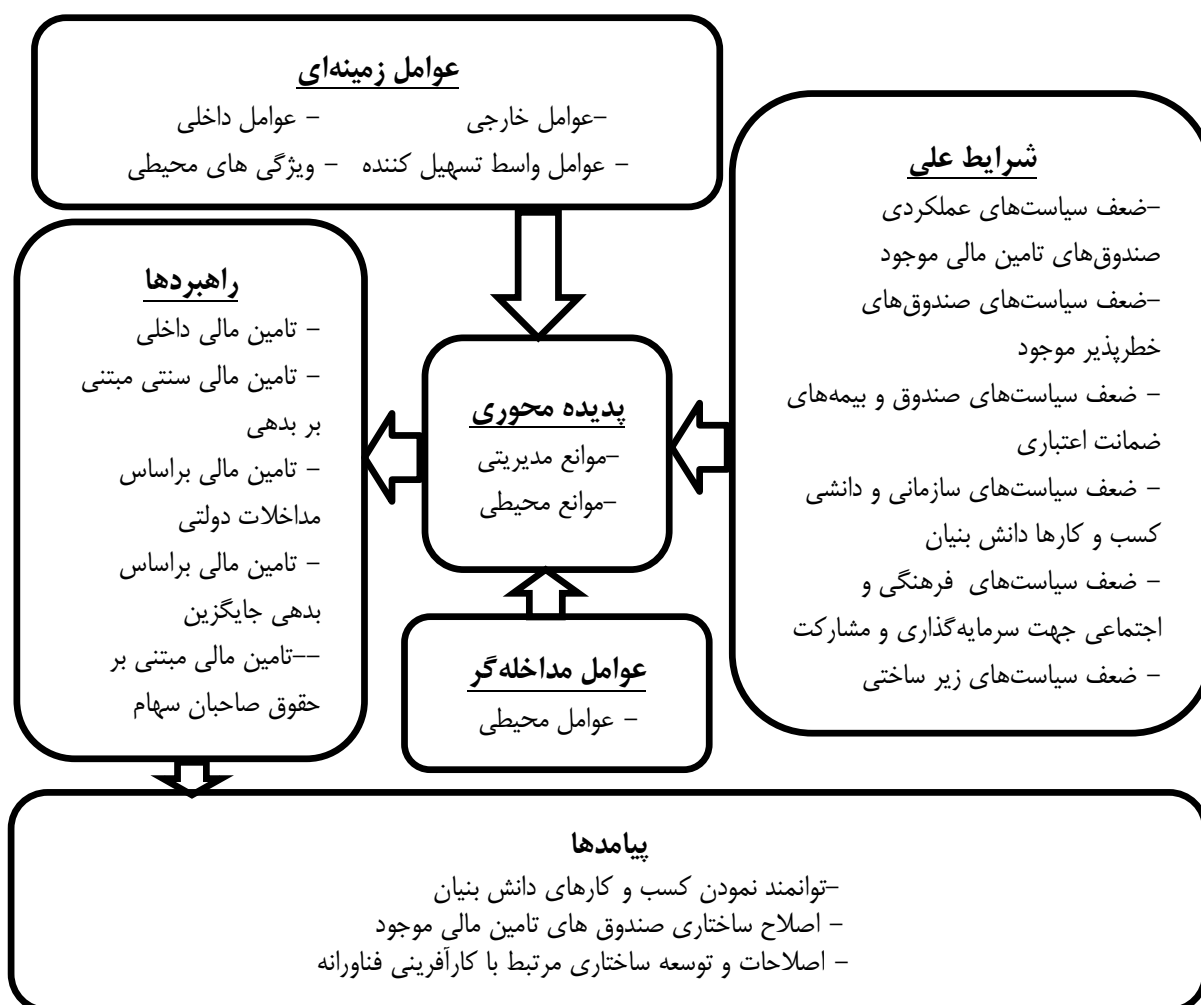 عوامل زمینه‌ای
-عوامل خارجی - عوامل داخلی
- عوامل واسط تسهیل کننده - ویژگی های محیطی
شرایط علی
-ضعف سیاست‌های عملکردی
صندوق‌های تامین مالی موجود
-ضعف سیاست‌های صندوق‌های
خطرپذیر موجود
- ضعف سیاست‌های صندوق و بیمه‌های
ضمانت اعتباری
- ضعف سیاست‌های سازمانی و دانشی
کسب و کارها دانش بنیان
- ضعف سیاست‌های فرهنگی و
اجتماعی جهت سرمایه‌گذاری و مشارکت
- ضعف سیاست‌های زیر ساختی
پدیده محوری
-موانع مدیریتی
-موانع محیطی
عوامل مداخله‌گر
- عوامل محیطی
راهبردها
- تامین مالی داخلی
- تامین مالی سنتی مبتنی
بر بدهی
- تامین مالی براساس
مداخلات دولتی
- تامین مالی براساس
بدهی جایگزین
--تامین مالی مبتنی بر
حقوق صاحبان سهام
پیامدها
-توانمند نمودن کسب و کارهای دانش بنیان
- اصلاح ساختاری صندوق های تامین مالی موجود
- اصلاحات و توسعه ساختاری مرتبط با کارآفرینی فناورانه